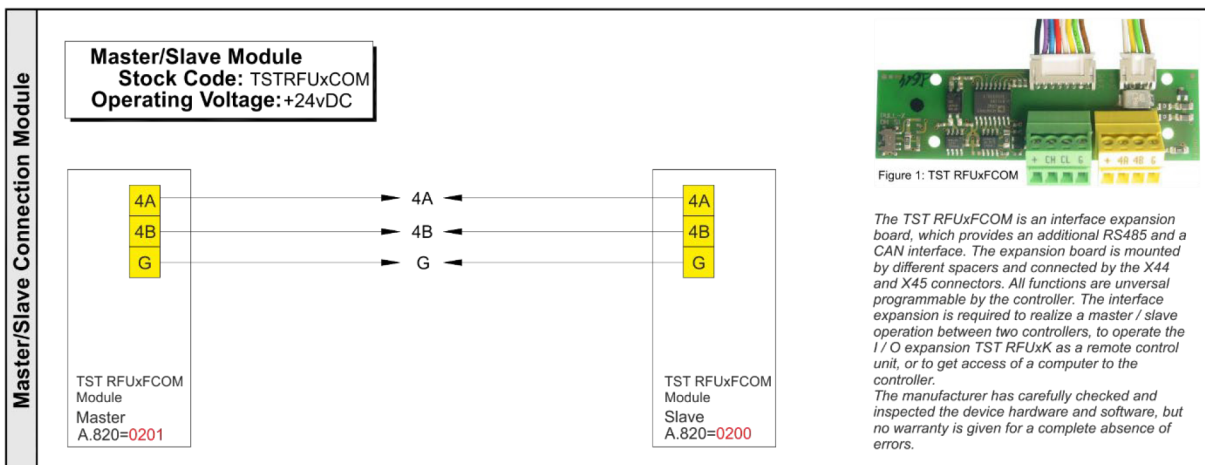 Master/Slave Connection Module
Master/Slave Module
Stock Code: TSTRFUxCOM
Operating Voltage:+24vDC
4A
4B
G
4A
4B
G
4A
4B
G
TST RFUxFCOM
Module
Master
A.820=0201
TST RFUxFCOM
Module
Slave
A.820=0200
+ CH CL G
+ 4A 4B G
Figure 1: TST RFUxFCOM
The TST RFUxFCOM is an interface expansion
board, which provides an additional RS485 and a
CAN interface. The expansion board is mounted
by different spacers and connected by the X44
and X45 connectors. All functions are unversal
programmable by the controller. The interface
expansion is required to realize a master / slave
operation between two controllers, to operate the
I / O expansion TST RFUxK as a remote control
unit, or to get access of a computer to the
controller.
The manufacturer has carefully checked and
inspected the device hardware and software, but
no warranty is given for a complete absence of
errors.